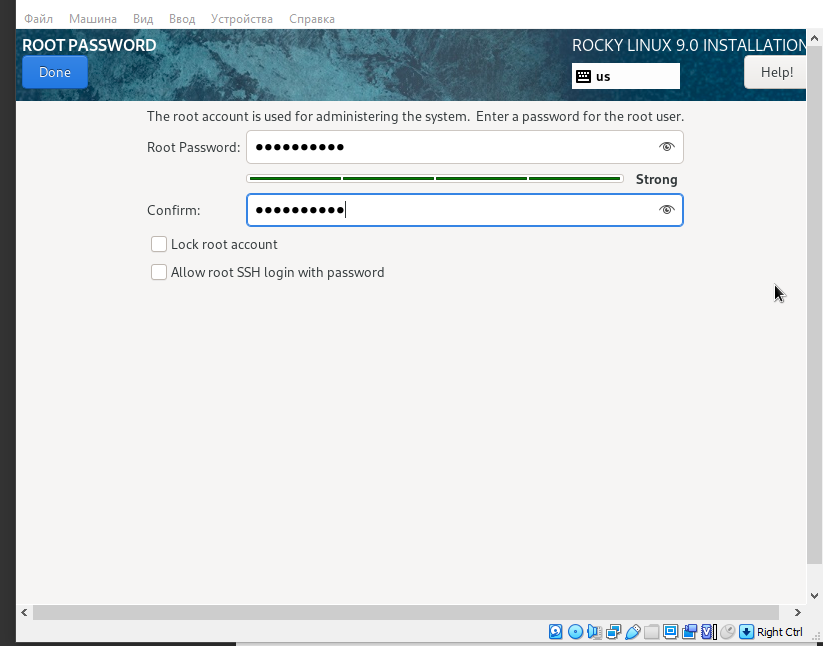 Файл Машина Вид Ввод Устройства Справка
ROOT PASSWORD
ROCKY LINUX 9.0 INSTALLATION
Done
us
Help!
The root account is used for administering the system. Enter a password for the root user.
Root Password: ●●●●●●●●●●
Strong
Confirm: ●●●●●●●●●●
Lock root account
Allow root SSH login with password
Right Ctrl